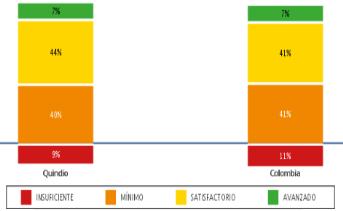 7% 7%
44% 41%
40% 41%
9% 11%
Quindío Colombia
INSUFICIENTE MÍNIMO SATISFACTORIO AVANZADO